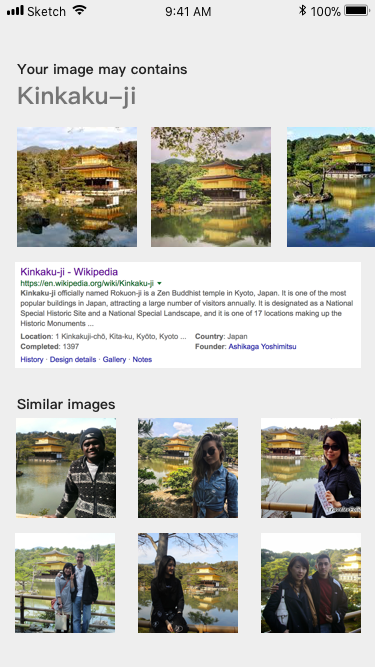 Sketch 9:41 AM 100%
Your image may contains
Kinkaku-ji
Kinkaku-ji - Wikipedia
https://en.wikipedia.org/wiki/Kinkaku-ji
Kinkaku-ji officially named Rokuon-ji is a Zen Buddhist temple in Kyoto, Japan. It is one of the most
popular buildings in Japan, attracting a large number of visitors annually. It is designated as a National
Special Historic Site and a National Special Landscape, and it is one of 17 locations making up the
Historic Monuments ...
Location: 1 Kinkakuji-chō, Kita-ku, Kyōto, Kyoto ... Country: Japan
Completed: 1397 Founder: Ashikaga Yoshimitsu
History · Design details · Gallery · Notes
Similar images